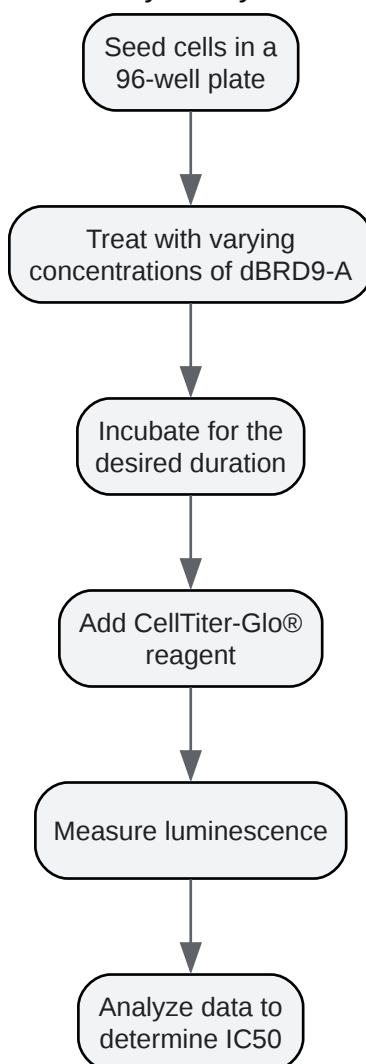 Seed cells in a
96-well plate
Treat with varying
concentrations of dBRD9-A
Incubate for the
desired duration
Add CellTiter-Glo®
reagent
Measure luminescence
Analyze data to
determine IC50